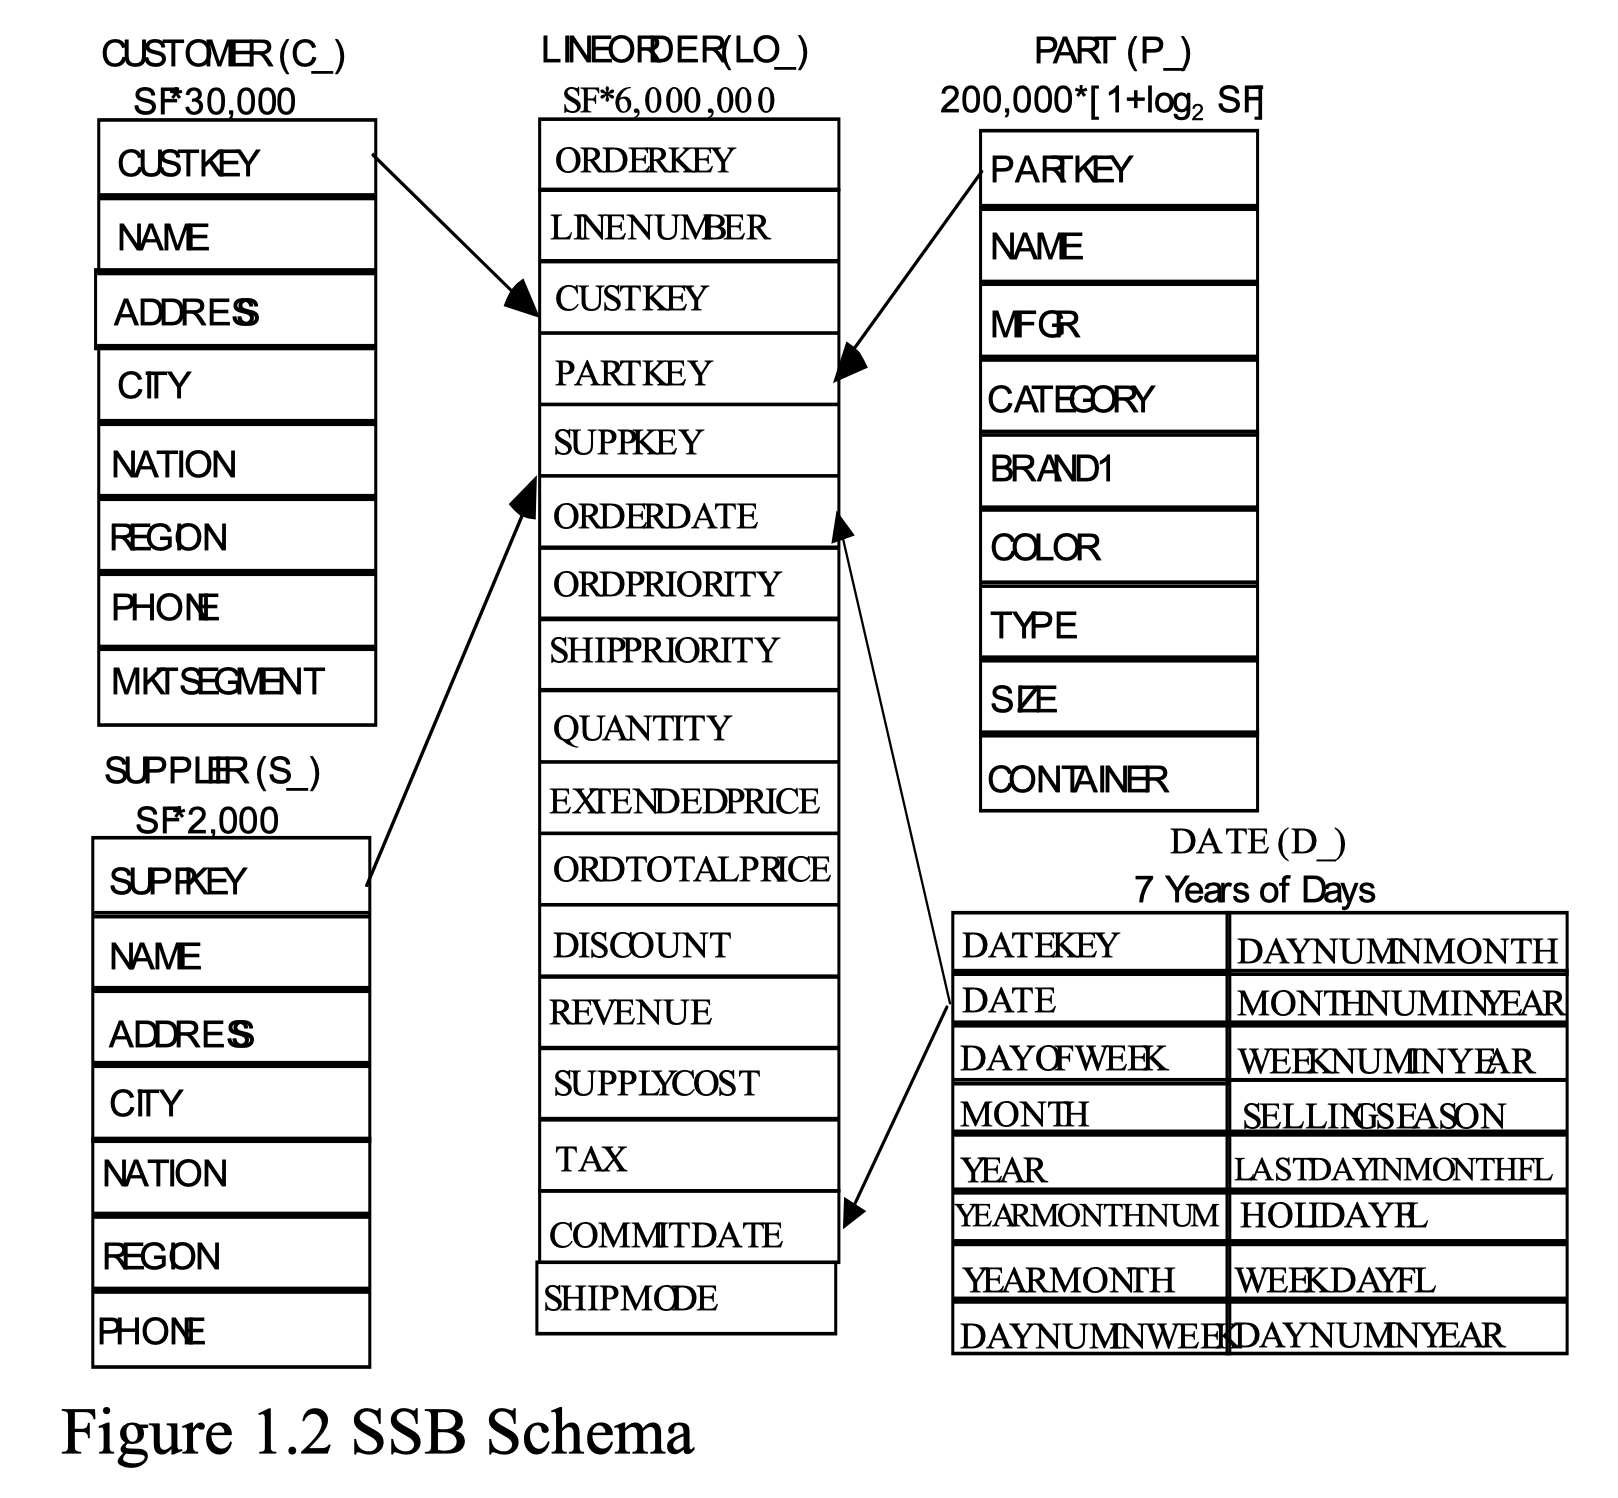 CUSTOMER (C_)
SF*30,000
CUSTKEY
NAME
ADDRESS
CITY
NATION
REGION
PHONE
MKTSEGMENT
SUPPLIER (S_)
SF*2,000
SUPPKEY
NAME
ADDRESS
CITY
NATION
REGION
PHONE
LINEORDER(LO_)
SF*6,000,000
ORDERKEY
LINENUMBER
CUSTKEY
PARTKEY
SUPPKEY
ORDERDATE
ORDPRIORITY
SHIPPRIORITY
QUANTITY
EXTENDEDPRICE
ORDTOTALPRICE
DISCOUNT
REVENUE
SUPPLYCOST
TAX
COMMITDATE
SHIPMODE
PART (P_)
200,000*[1+log₂ SF]
PARTKEY
NAME
MFGR
CATEGORY
BRAND1
COLOR
TYPE
SIZE
CONTAINER
DATE (D_)
7 Years of Days
DATEKEY
DATE
DAYOFWEEK
MONTH
YEAR
YEARMONTHNUM
YEARMONTH
DAYNUMINWEEK
DAYNUMINMONTH
MONTHNUMINYEAR
WEEKNUMINYEAR
SELLINGSEASON
LASTDAYINMONTHFL
HOLIDAYFL
WEEKDAYFL
DAYNUMINYEAR
Figure 1.2 SSB Schema